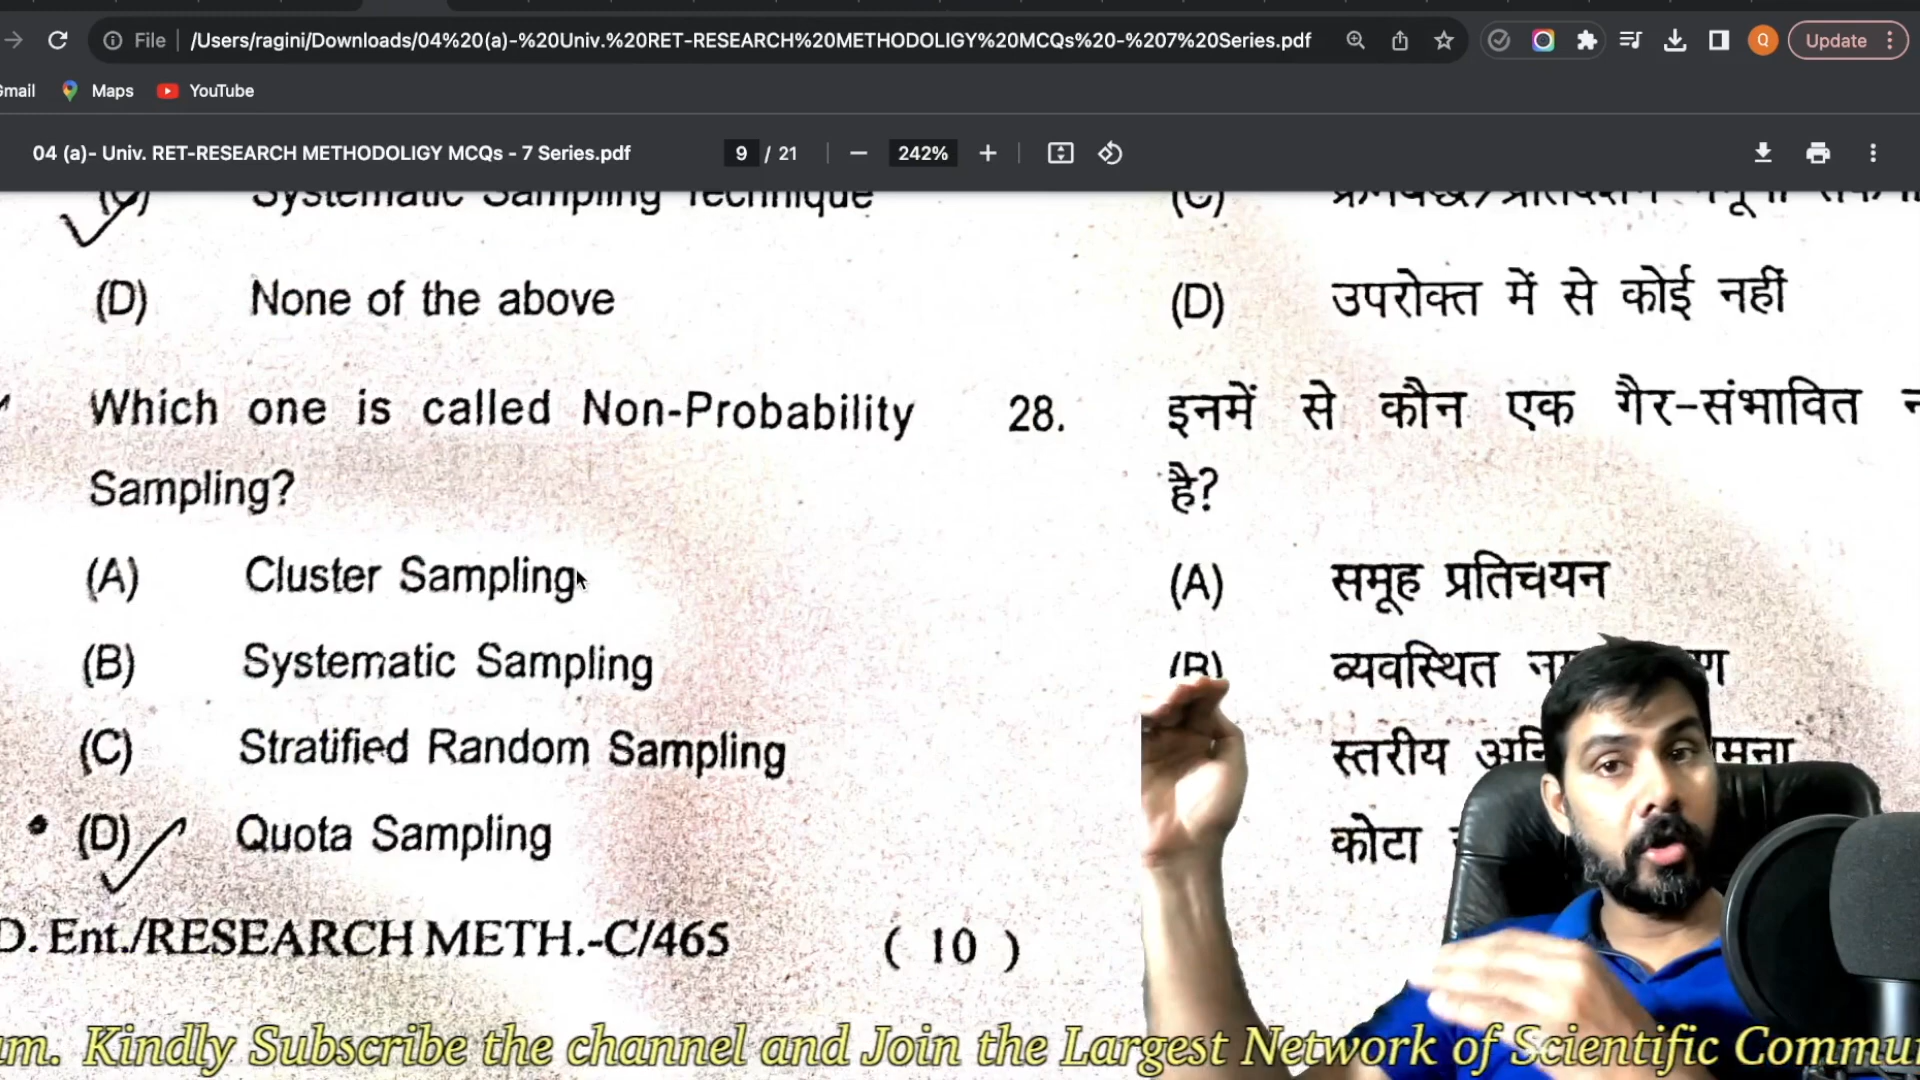 File
/Users/ragini/Downloads/04%20(a)-%20Univ.%20RET-RESEARCH%20METHODOLIGY%20MCQs%20-%207%20Series.pdf
Q
Update
Gmail
Maps
YouTube
04 (a)- Univ. RET-RESEARCH METHODOLIGY MCQs - 7 Series.pdf
9 / 21
242%
(C) Systematic Sampling Technique
(D) None of the above
Which one is called Non-Probability
Sampling?
(A) Cluster Sampling
(B) Systematic Sampling
(C) Stratified Random Sampling
(D) Quota Sampling
D. Ent./RESEARCH METH.-C/465
( 10 )
(C)
(D) उपरोक्त में से कोई नहीं
28. इनमें से कौन एक गैर-संभावित
है?
(A) समूह प्रतिचयन
(B) व्यवस्थित
स्तरीय
कोटा
Kindly Subscribe the channel and Join the Largest Network of Scientific